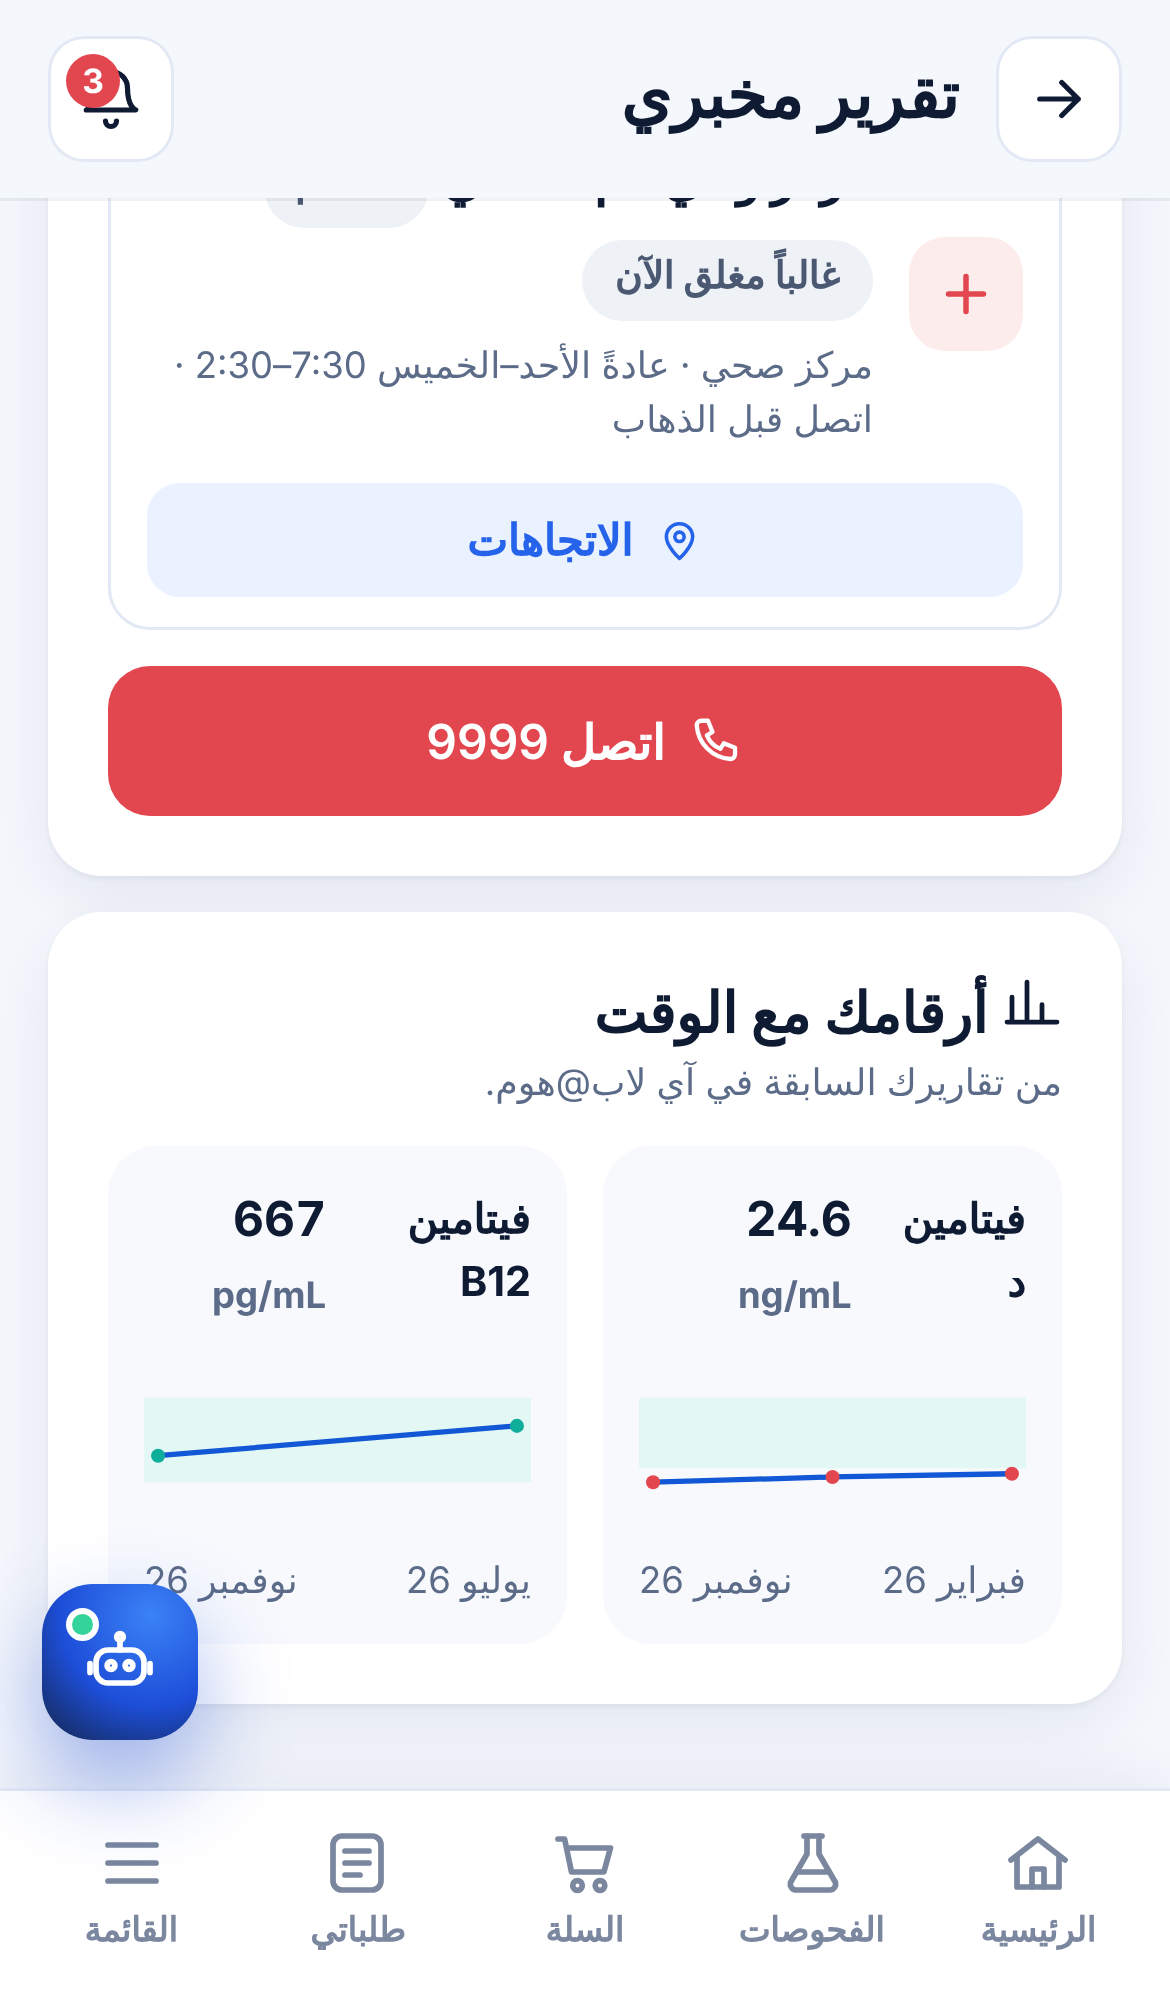 تقرير مخبري
3
غالباً مغلق الآن
مركز صحي · عادةً الأحد–الخميس 7:30–2:30 ·
اتصل قبل الذهاب
الاتجاهات
اتصل 9999
أرقامك مع الوقت
من تقاريرك السابقة في آي لاب@هوم.
فيتامين د
24.6
ng/mL
فبراير 26
نوفمبر 26
فيتامين B12
667
pg/mL
يوليو 26
نوفمبر 26
الرئيسية
الفحوصات
السلة
طلباتي
القائمة